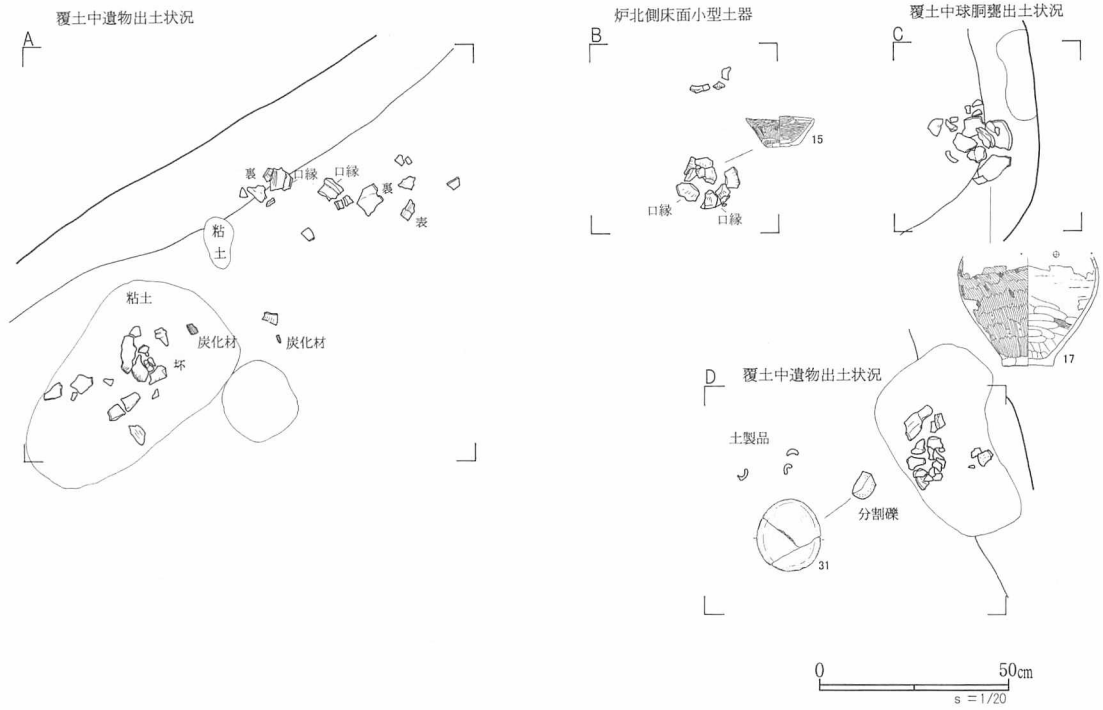 覆土中遺物出土状況
A
裏
口縁
口縁
裏
表
粘
土
粘土
炭化材
炭化材
坏
炉北側床面小型土器
B
15
口縁
口縁
覆土中球胴甕出土状況
C
17
D
覆土中遺物出土状況
土製品
分割礫
31
0
50cm
s = 1/20